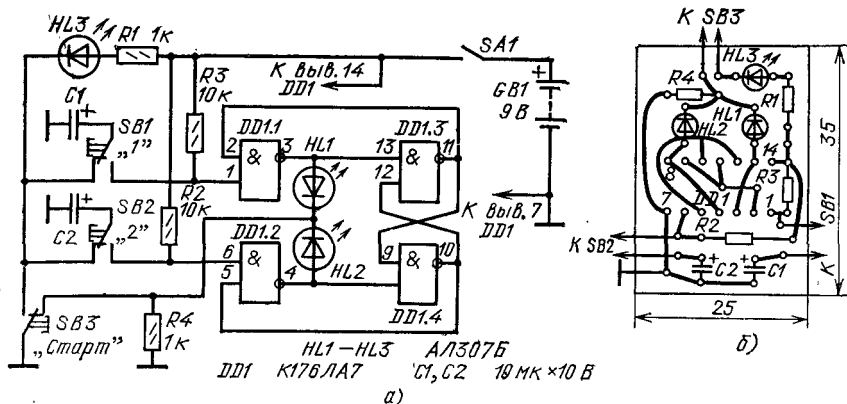 HL3
R1 1к
C1
+
SB1
„1"
R3
10к
К выв. 14
DD1
SA1
+
GB1
9В
2
1
DD1.1
&
3
HL1
13
12
DD1.3
&
11
C2
+
SB2
„2"
R2
10к
К выв. 7
DD1
6
5
DD1.2
&
4
HL2
9
&
10
DD1.4
SB3
„Старт"
R4
1к
HL1—HL3 АЛ307Б
DD1 К176ЛА7 C1, C2 10 мк × 10 В
а)
К SB3
HL3
R4
HL1
R1
HL2
14
8
R3
DD1
7
1
SB1
R2
К SB2
+
C2
+
C1
К
35
25
б)